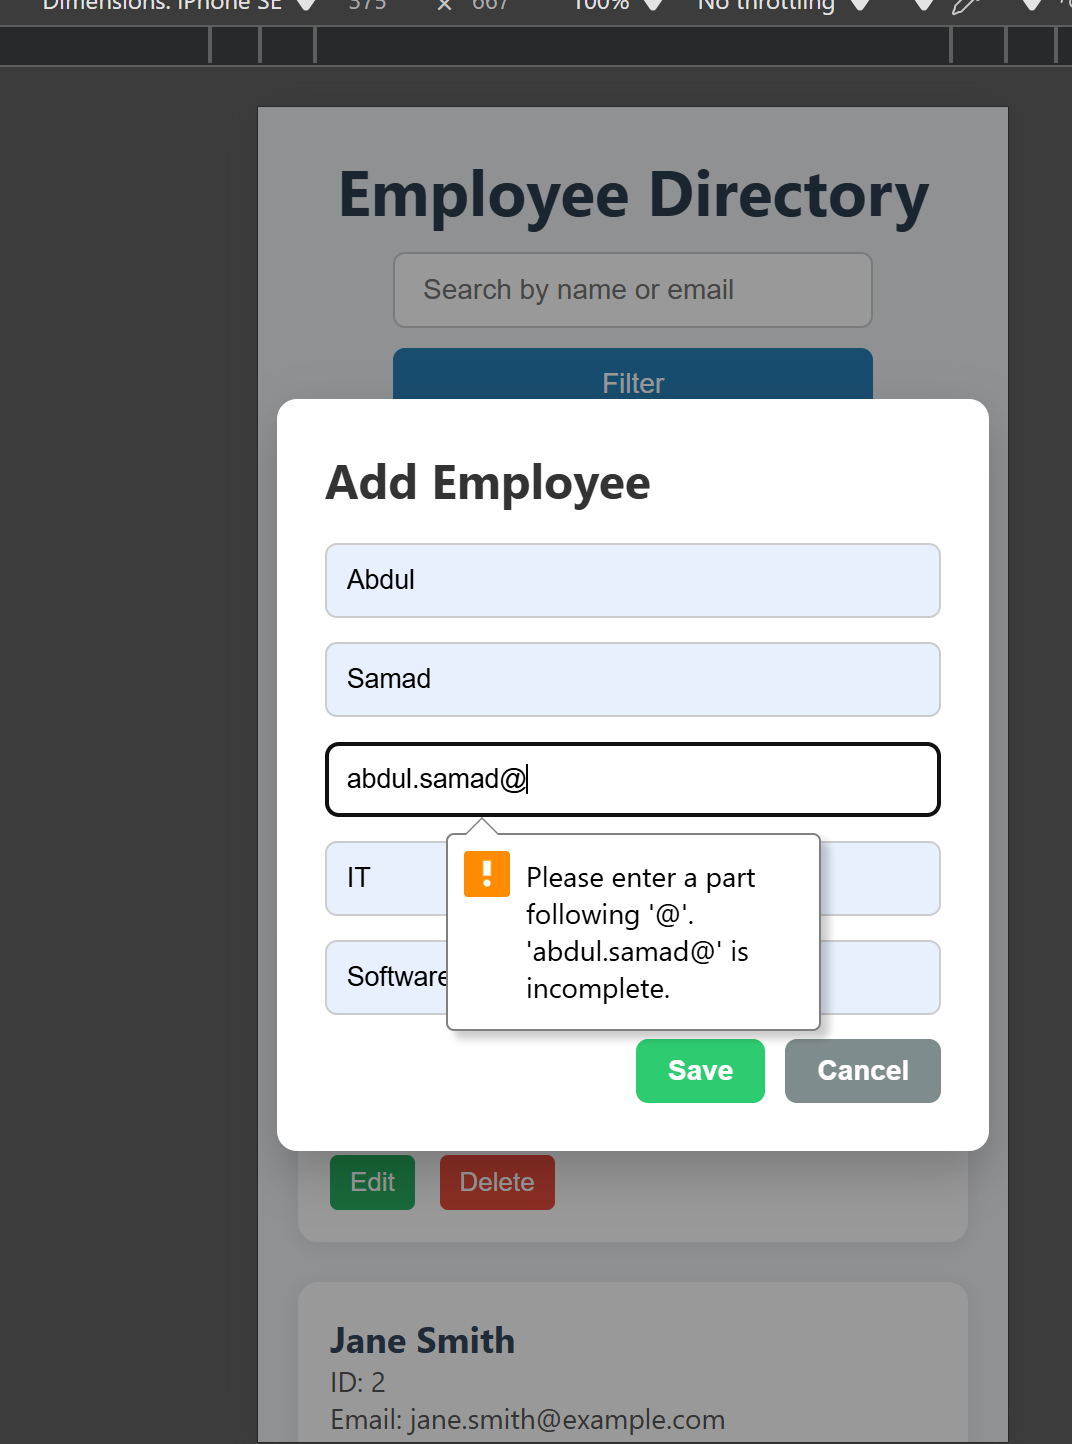 Dimensions: iPhone SE 375 × 667 100% No throttling
Employee Directory
Search by name or email
Filter
Add Employee
Abdul
Samad
abdul.samad@
IT
Software
Please enter a part
following '@'.
'abdul.samad@' is
incomplete.
Save Cancel
Edit Delete
Jane Smith
ID: 2
Email: jane.smith@example.com